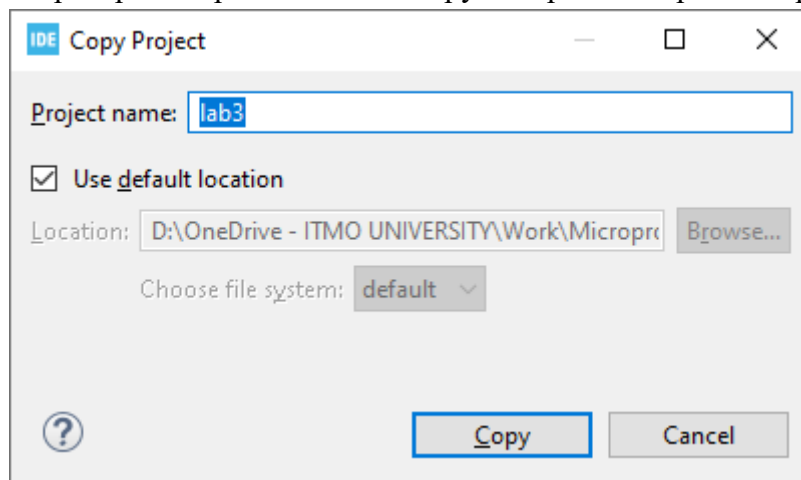 IDE Copy Project
Project name: lab3
Use default location
Location: D:\OneDrive - ITMO UNIVERSITY\Work\Micropro Browse...
Choose file system: default
? Copy Cancel